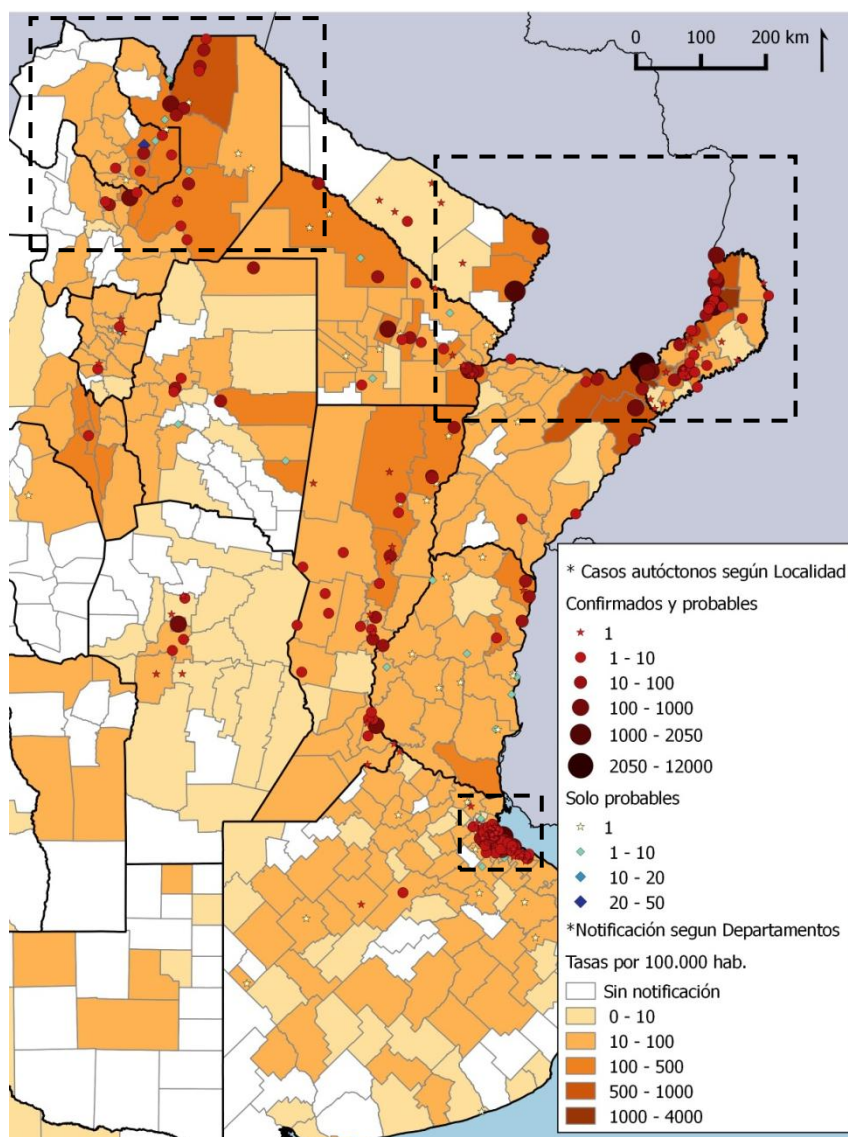 0 100 200 km
* Casos autóctonos según Localidad
Confirmados y probables
1
1 - 10
10 - 100
100 - 1000
1000 - 2050
2050 - 12000
Solo probables
1
1 - 10
10 - 20
20 - 50
*Notificación segun Departamentos
Tasas por 100.000 hab.
Sin notificación
0 - 10
10 - 100
100 - 500
500 - 1000
1000 - 4000